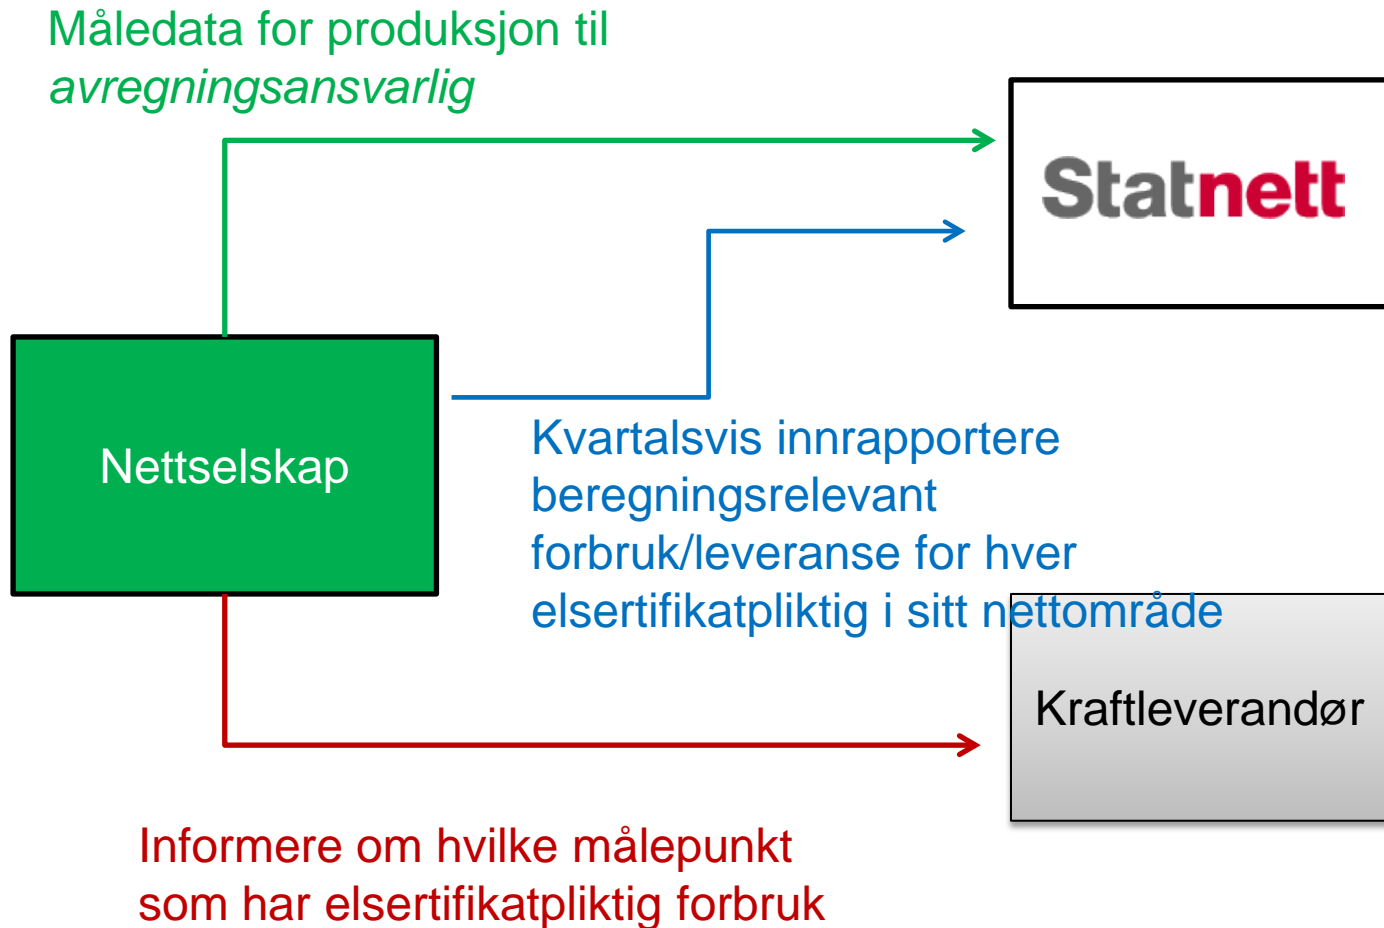 Måledata for produksjon til
avregningsansvarlig
Statnett
Nettselskap
Kvartalsvis innrapportere
beregningsrelevant
forbruk/leveranse for hver
elsertifikatpliktig i sitt nettområde
Kraftleverandør
Informere om hvilke målepunkt
som har elsertifikatpliktig forbruk